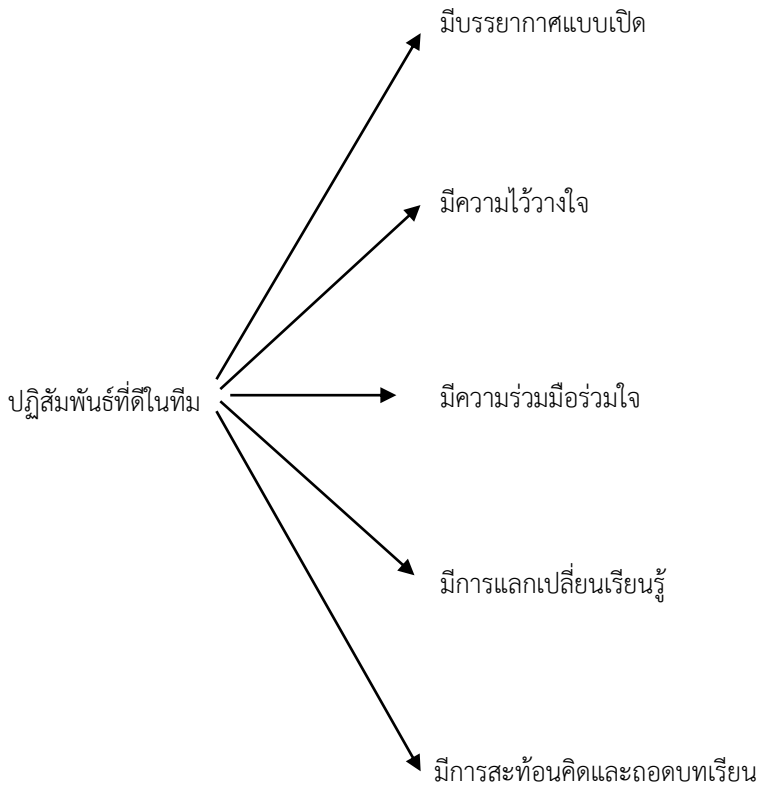 มีบรรยากาศแบบเปิด
มีความไว้วางใจ
ปฏิสัมพันธ์ที่ดีในทีม
มีความร่วมมือร่วมใจ
มีการแลกเปลี่ยนเรียนรู้
มีการสะท้อนคิดและถอดบทเรียน